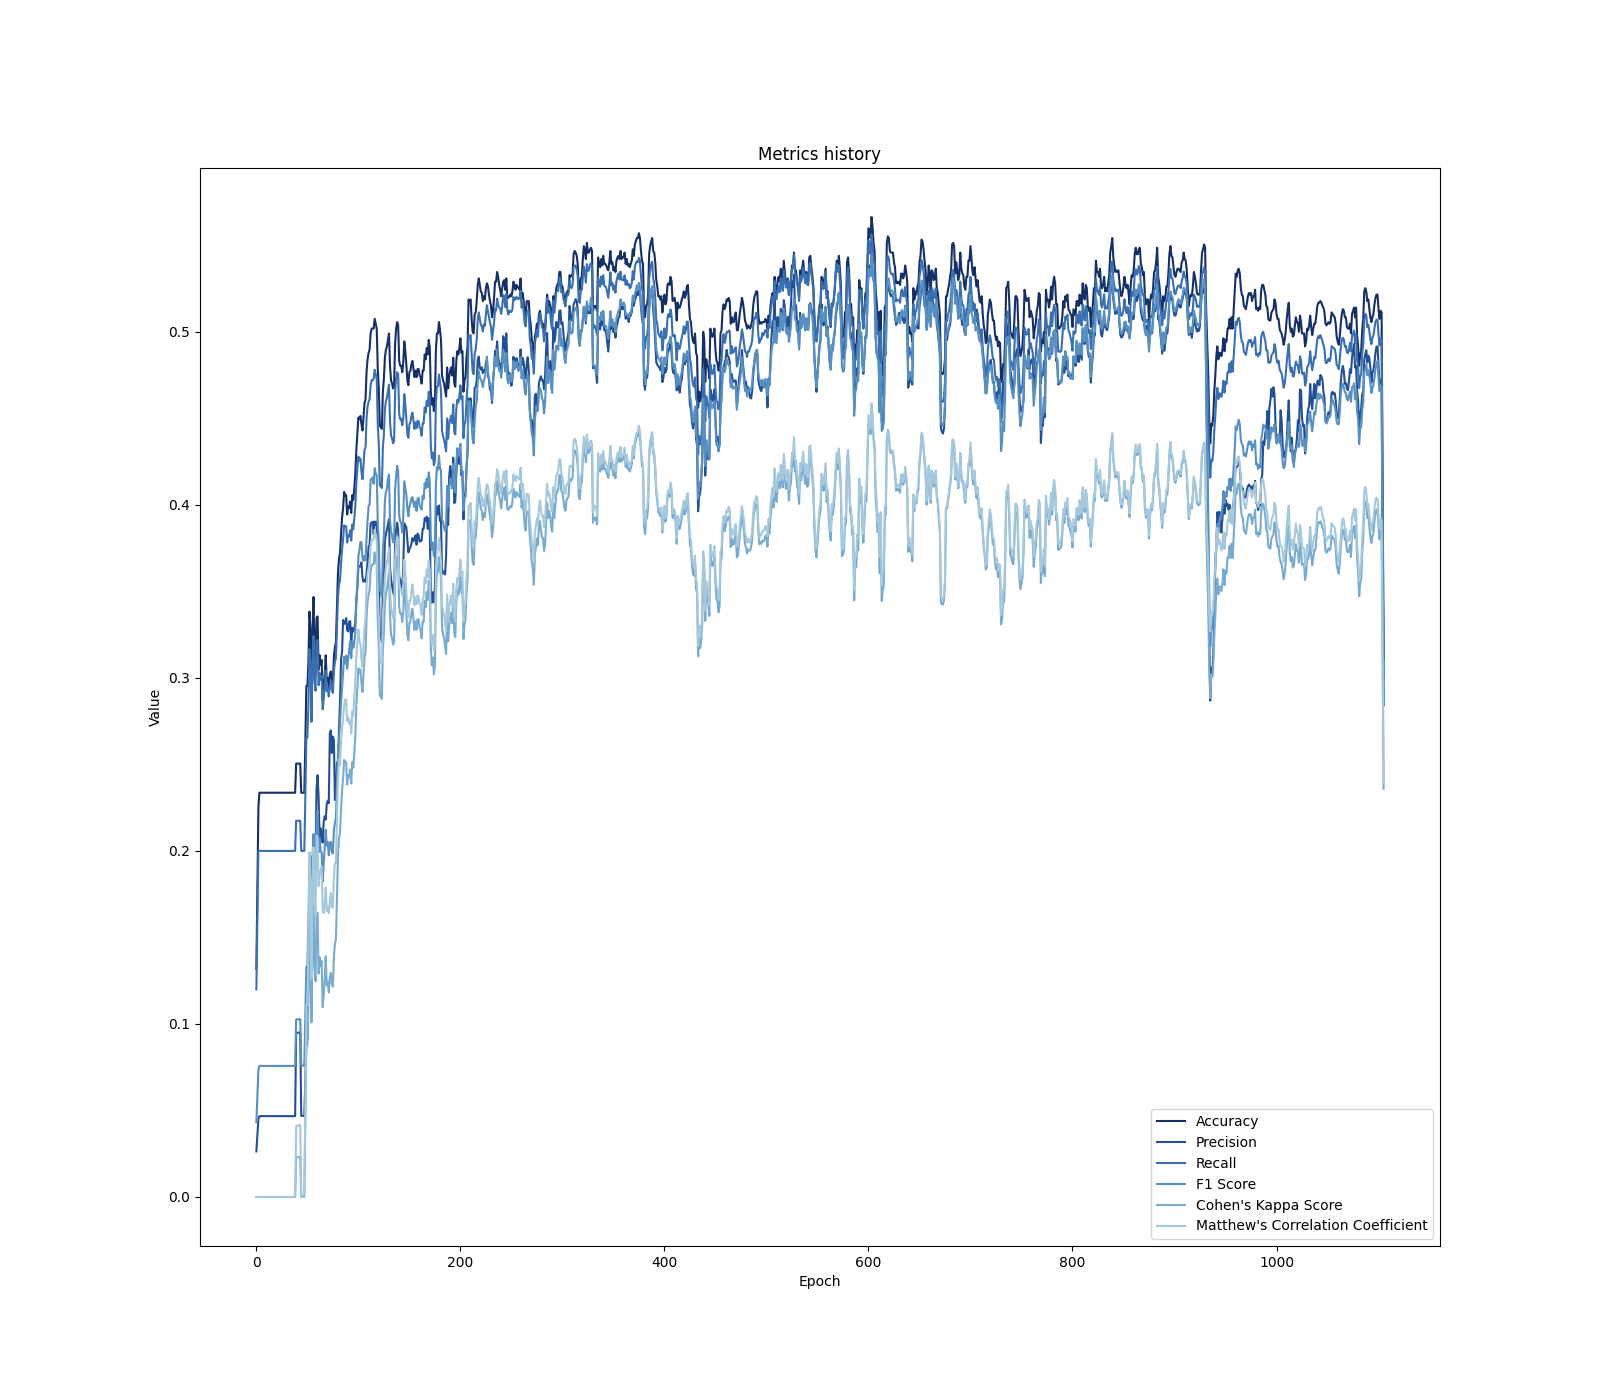 Metrics history
Value
0.5
0.4
0.3
0.2
0.1
0.0
0 200 400 600 800 1000
Epoch
Accuracy
Precision
Recall
F1 Score
Cohen's Kappa Score
Matthew's Correlation Coefficient